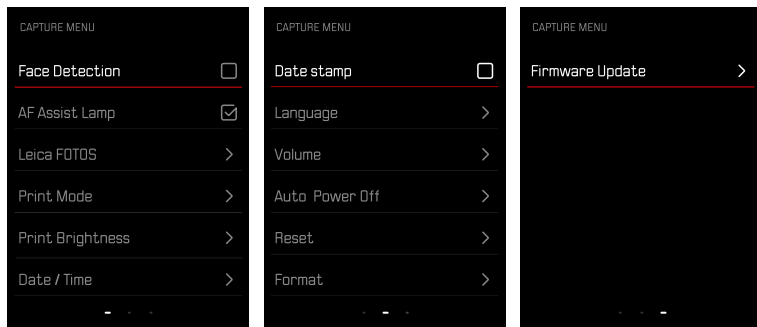 CAPTURE MENU
Face Detection
AF Assist Lamp
Leica FOTOS
Print Mode
Print Brightness
Date / Time
CAPTURE MENU
Date stamp
Language
Volume
Auto Power Off
Reset
Format
CAPTURE MENU
Firmware Update